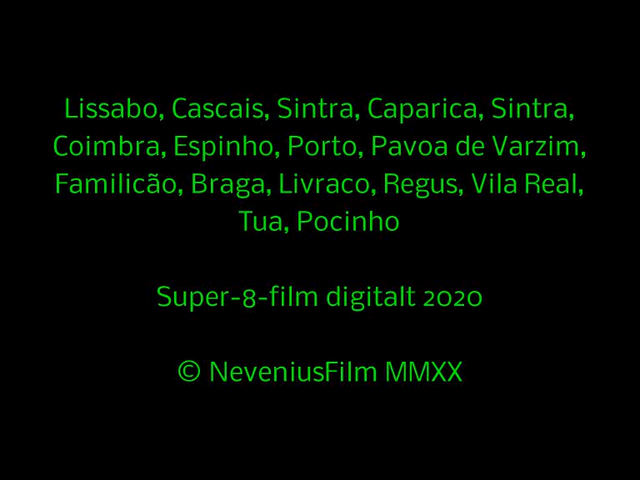 Lissabo, Cascais, Sintra, Caparica, Sintra,
Coimbra, Espinho, Porto, Pavoa de Varzim,
Familicão, Braga, Livraco, Regus, Vila Real,
Tua, Pocinho
Super-8-film digitalt 2020
© NeveniusFilm MMXX